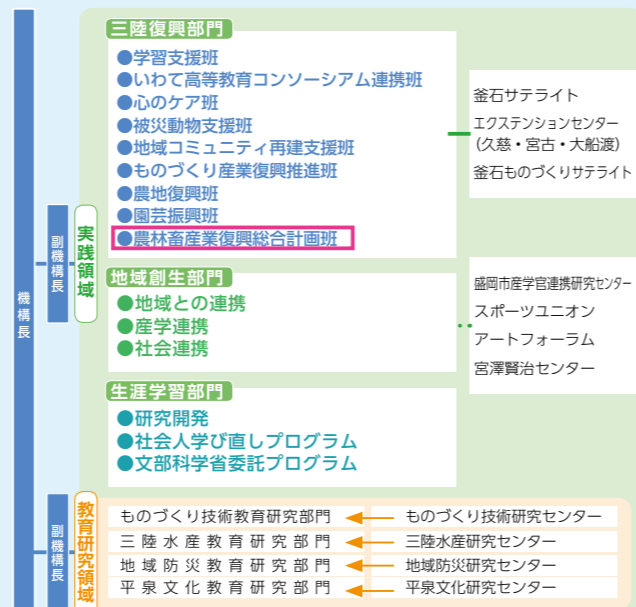 機構長
副機構長
実践領域
三陸復興部門
●学習支援班
●いわて高等教育コンソーシアム連携班
●心のケア班
●被災動物支援班
●地域コミュニティ再建支援班
●ものづくり産業復興推進班
●農地復興班
●園芸振興班
●農林畜産業復興総合計画班
釜石サテライト
エクステンションセンター
(久慈・宮古・大船渡)
釜石ものづくりサテライト
地域創生部門
●地域との連携
●産学連携
●社会連携
盛岡市産学官連携研究センター
スポーツユニオン
アートフォーラム
宮澤賢治センター
生涯学習部門
●研究開発
●社会人学び直しプログラム
●文部科学省委託プログラム
副機構長
教育研究領域
ものづくり技術教育研究部門
ものづくり技術研究センター
三陸水産教育研究部門
三陸水産研究センター
地域防災教育研究部門
地域防災研究センター
平泉文化教育研究部門
平泉文化研究センター